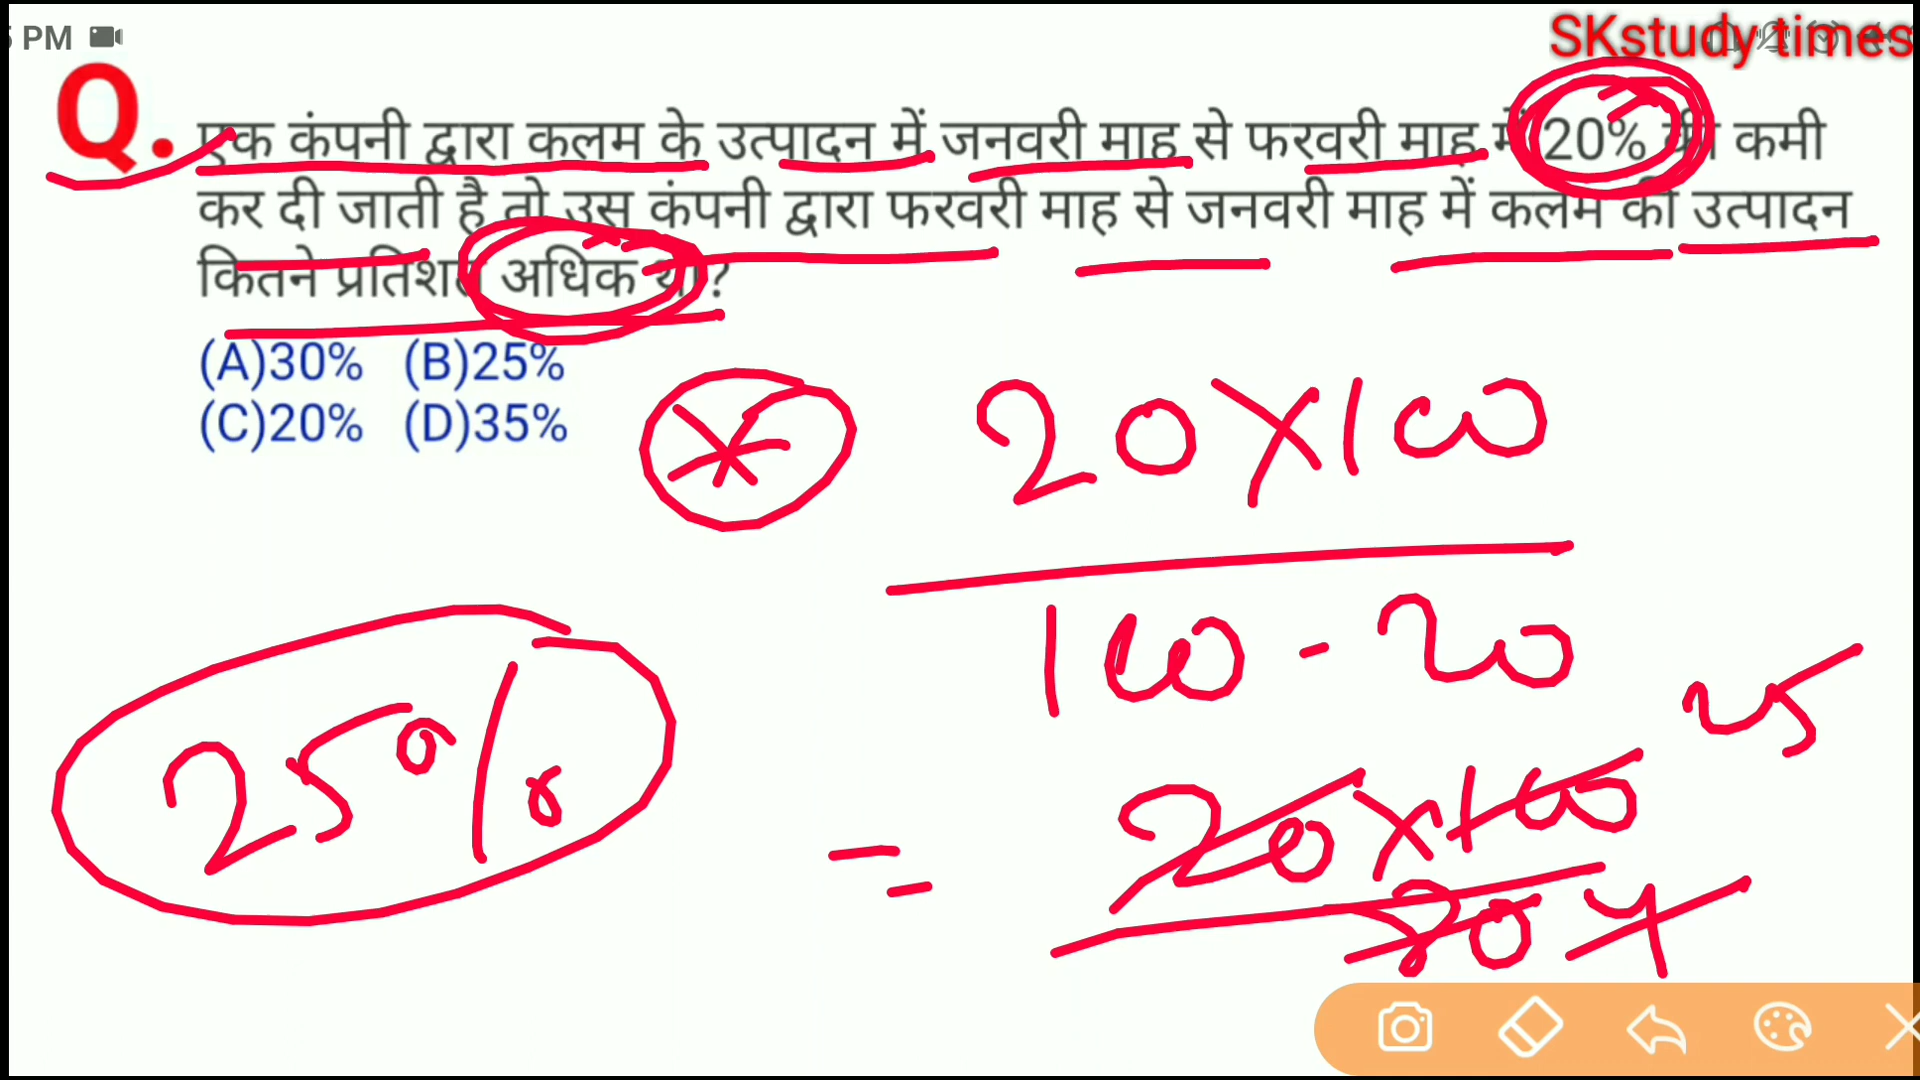 5 PM
SKstudy times
Q. एक कंपनी द्वारा कलम के उत्पादन में जनवरी माह से फरवरी माह में 20% की कमी
कर दी जाती है तो उस कंपनी द्वारा फरवरी माह से जनवरी माह में कलम की उत्पादन
कितने प्रतिशत अधिक था?
(A)30% (B)25%
(C)20% (D)35%
20×100
100-20
25
25%
= 20×100
80 4